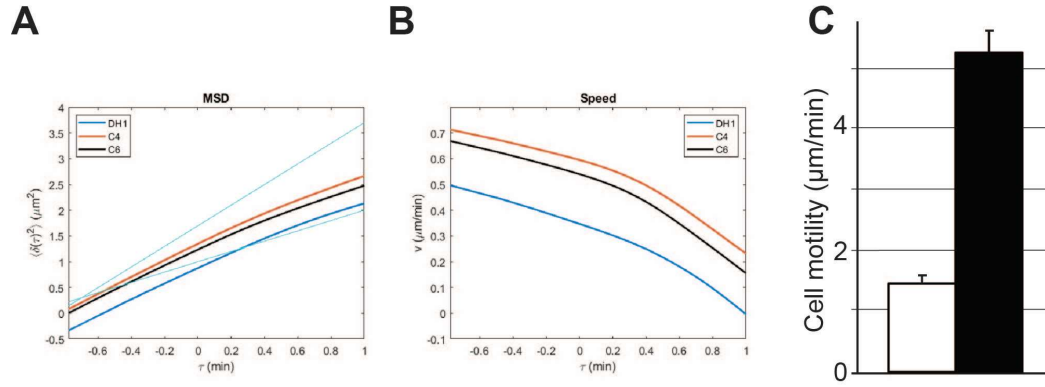 A
B
C
MSD
⟨δ(τ)²⟩ (μm²)
4
3.5
3
2.5
2
1.5
1
0.5
0
-0.5
DH1
C4
C6
-0.6
-0.4
-0.2
0
0.2
0.4
0.6
0.8
1
τ (min)
Speed
v (μm/min)
0.7
0.6
0.5
0.4
0.3
0.2
0.1
0
-0.1
DH1
C4
C6
-0.6
-0.4
-0.2
0
0.2
0.4
0.6
0.8
1
τ (min)
Cell motility (μm/min)
4
2
0